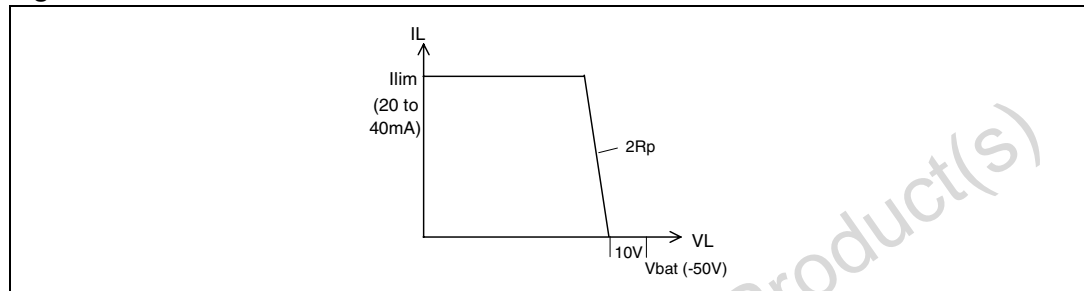 IL
Ilim
(20 to
40mA)
2Rp
VL
10V
Vbat (-50V)
Product(s)